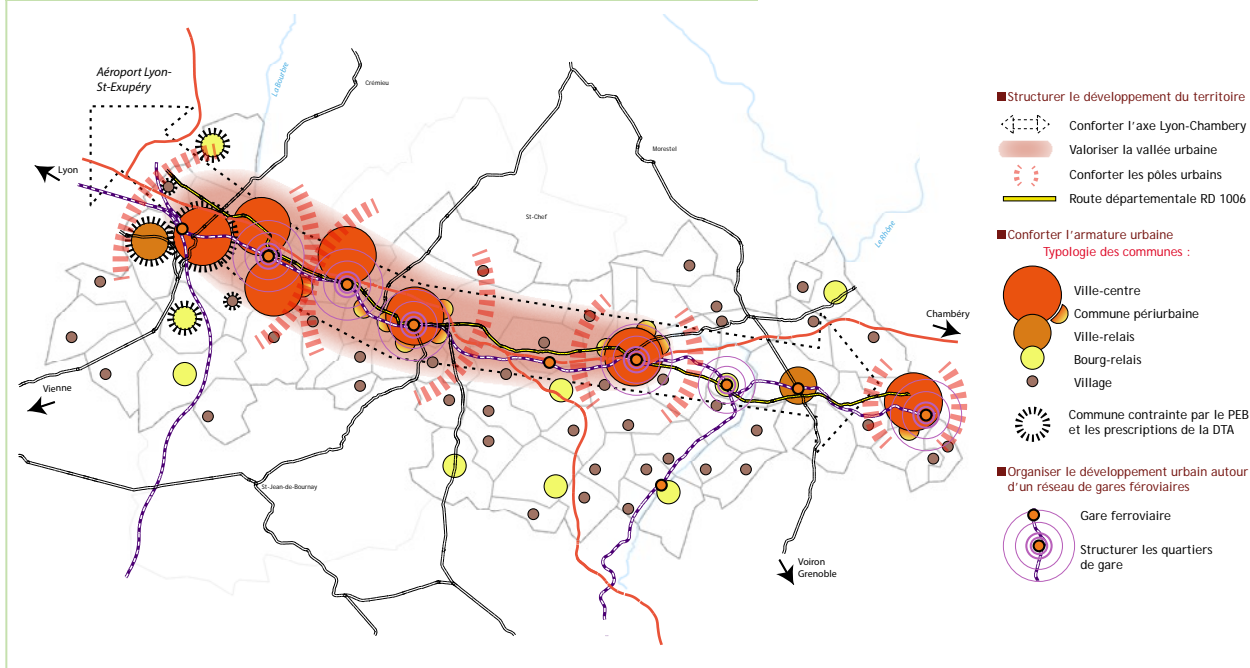 Aéroport Lyon-
St-Exupéry
La Bourbre
Crémieu
Lyon
Morestel
St-Chef
Le Rhône
Chambéry
Vienne
St-Jean-de-Bournay
Voiron
Grenoble
Structurer le développement du territoire
Conforter l'axe Lyon-Chambery
Valoriser la vallée urbaine
Conforter les pôles urbains
Route départementale RD 1006
Conforter l'armature urbaine
Typologie des communes :
Ville-centre
Commune périurbaine
Ville-relais
Bourg-relais
Village
Commune contrainte par le PEB
et les prescriptions de la DTA
Organiser le développement urbain autour
d'un réseau de gares féroviaires
Gare ferroviaire
Structurer les quartiers
de gare